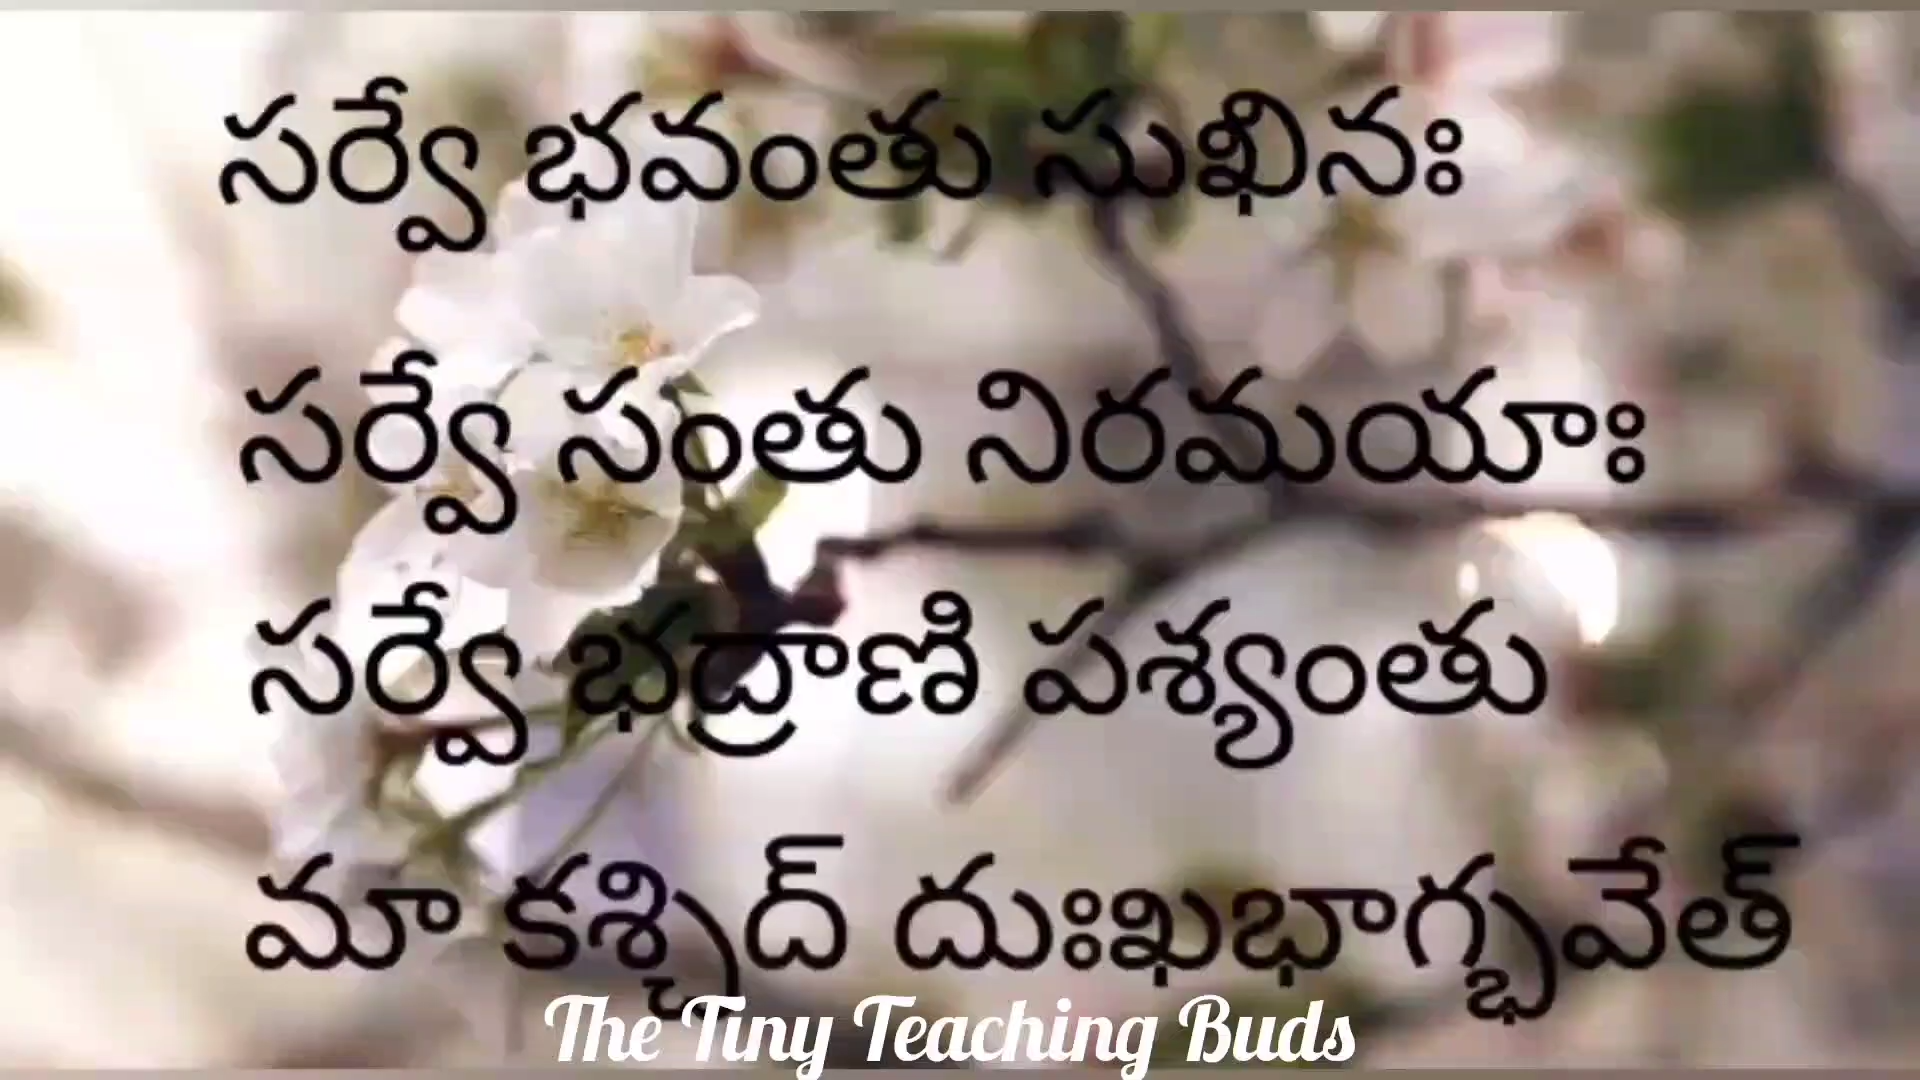 సర్వే భవంతు సుఖినః
సర్వే సంతు నిరమయాః
సర్వే భద్రాణి పశ్యంతు
మా కశ్చిద్ దుఃఖభాగ్భవేత్
The Tiny Teaching Buds